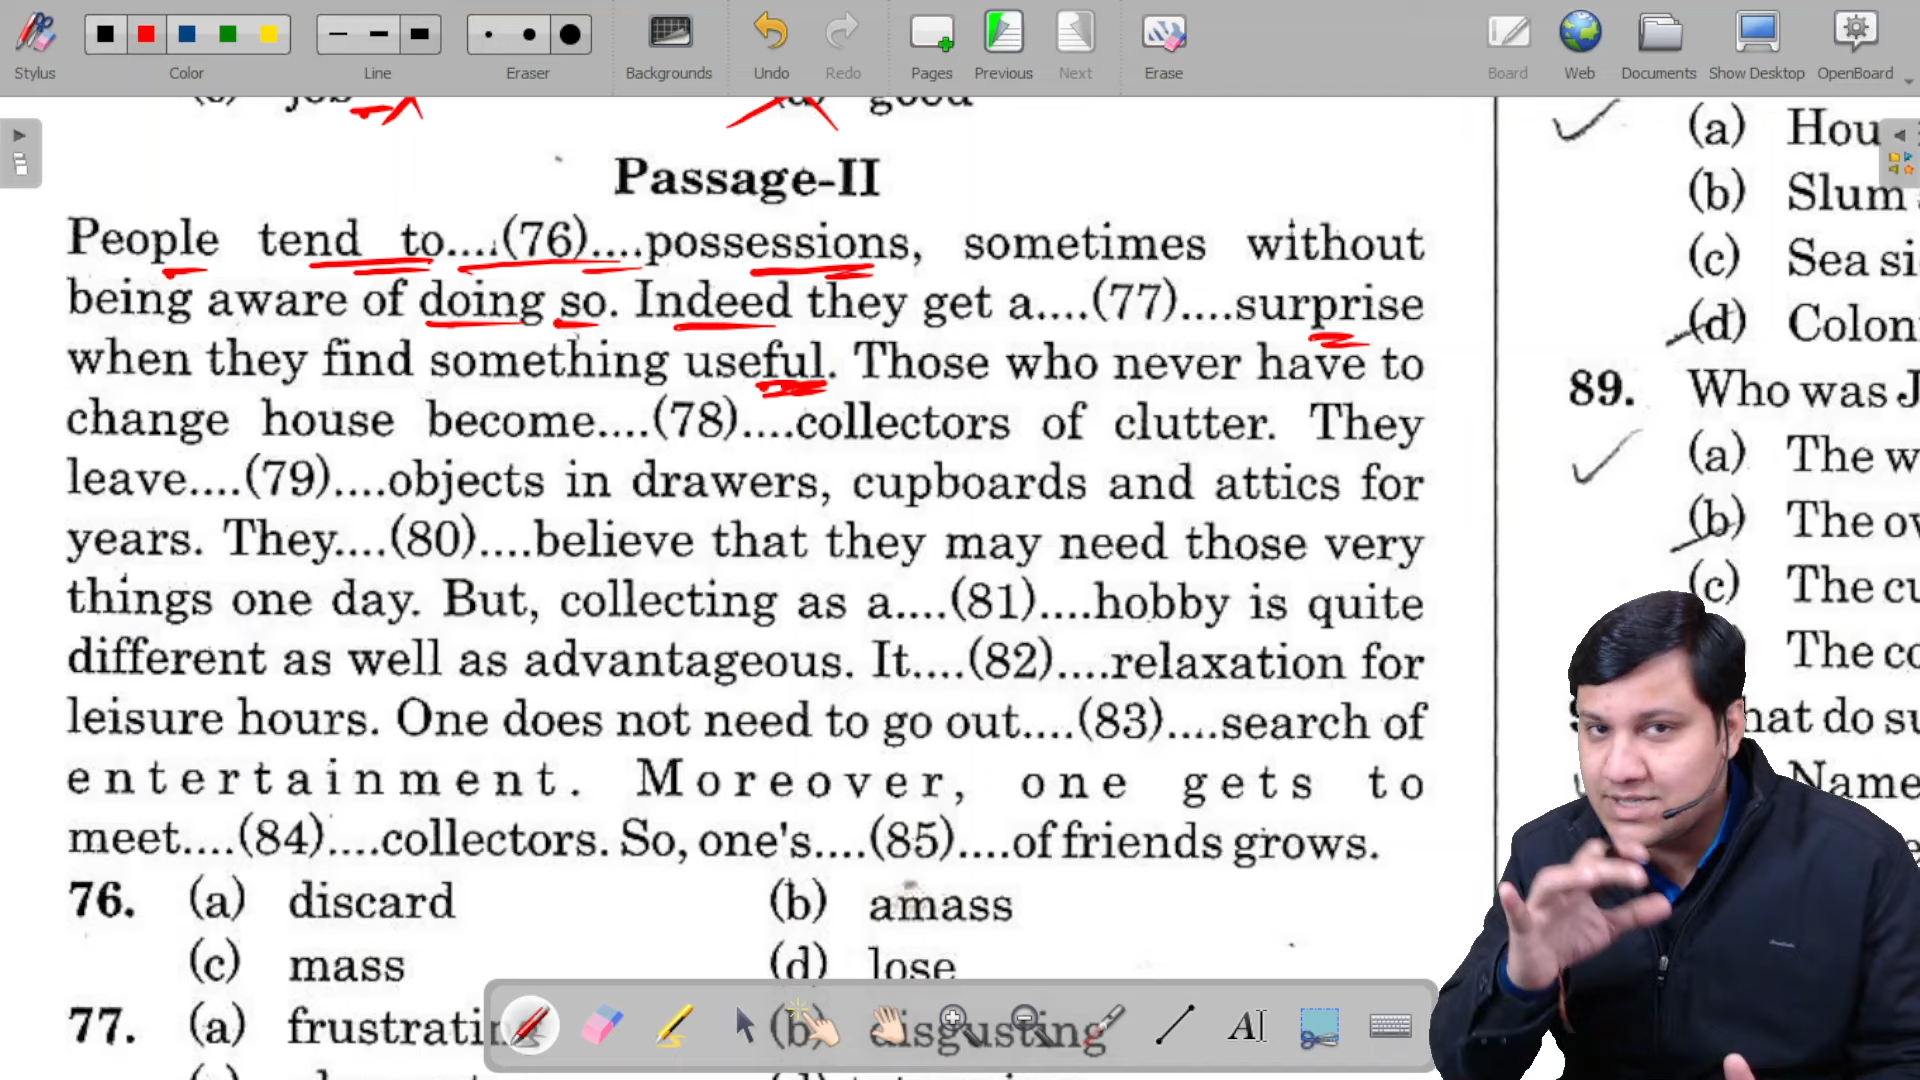 Stylus
Color
Line
Eraser
Backgrounds
Undo
Redo
Pages
Previous
Next
Erase
Board
Web
Documents
Show Desktop
OpenBoard
Passage-II
People tend to....(76)....possessions, sometimes without
being aware of doing so. Indeed they get a....(77)....surprise
when they find something useful. Those who never have to
change house become....(78)....collectors of clutter. They
leave....(79)....objects in drawers, cupboards and attics for
years. They....(80)....believe that they may need those very
things one day. But, collecting as a....(81)....hobby is quite
different as well as advantageous. It....(82)....relaxation for
leisure hours. One does not need to go out....(83)....search of
entertainment. Moreover, one gets to
meet....(84)....collectors. So, one's....(85)....of friends grows.
76. (a) discard (b) amass
(c) mass (d) lose
77. (a) frustrating (b) disgusting
(a) Hou
(b) Slum
(c) Sea si
(d) Colon
89. Who was J
(a) The w
(b) The ov
(c) The cu
The co
hat do su
Name